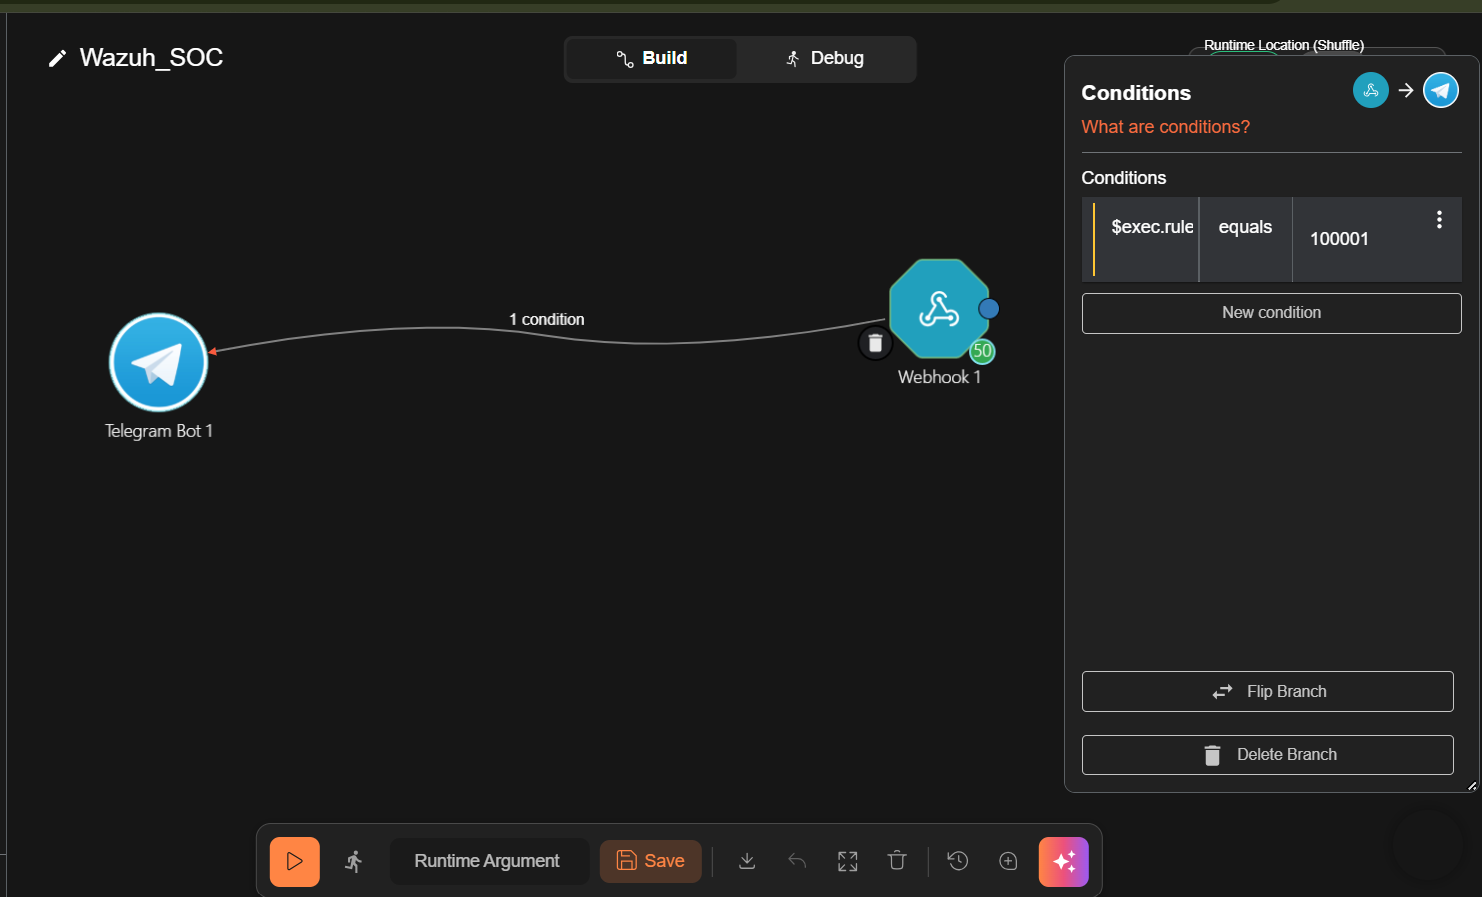 Wazuh_SOC
Build
Debug
Runtime Location (Shuffle)
Conditions
What are conditions?
Conditions
$exec.rule
equals
100001
New condition
1 condition
50
Webhook 1
Telegram Bot 1
Flip Branch
Delete Branch
Runtime Argument
Save